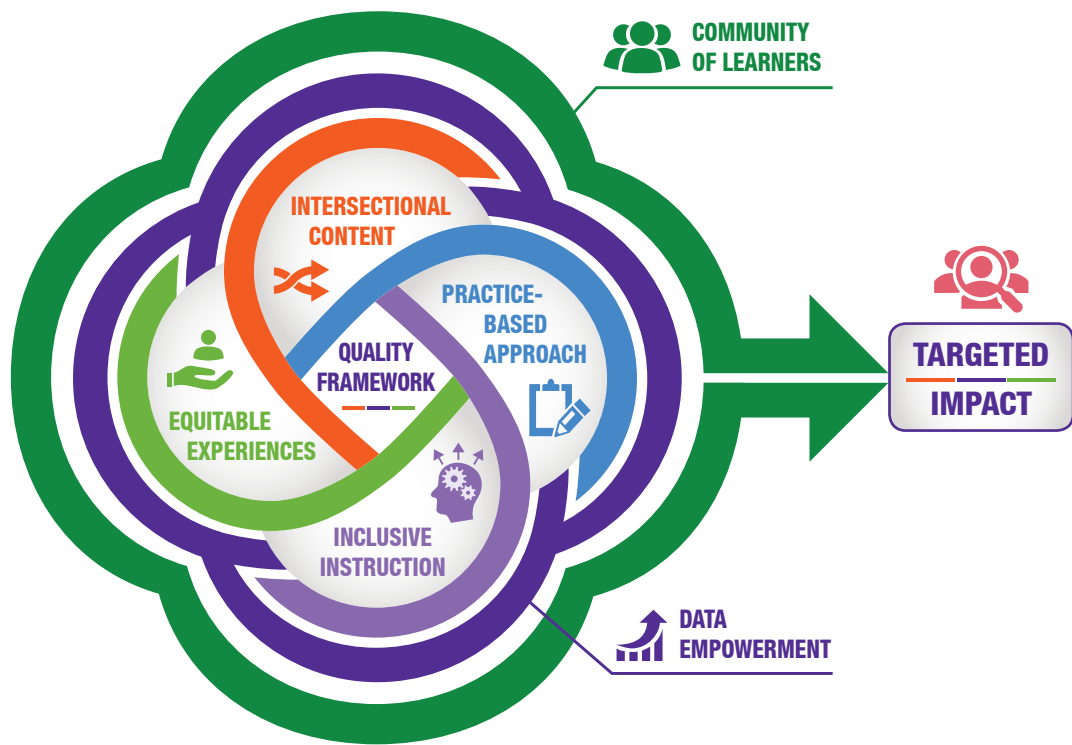 COMMUNITY
OF LEARNERS
INTERSECTIONAL
CONTENT
PRACTICE-
BASED
APPROACH
QUALITY
FRAMEWORK
EQUITABLE
EXPERIENCES
INCLUSIVE
INSTRUCTION
TARGETED
IMPACT
DATA
EMPOWERMENT